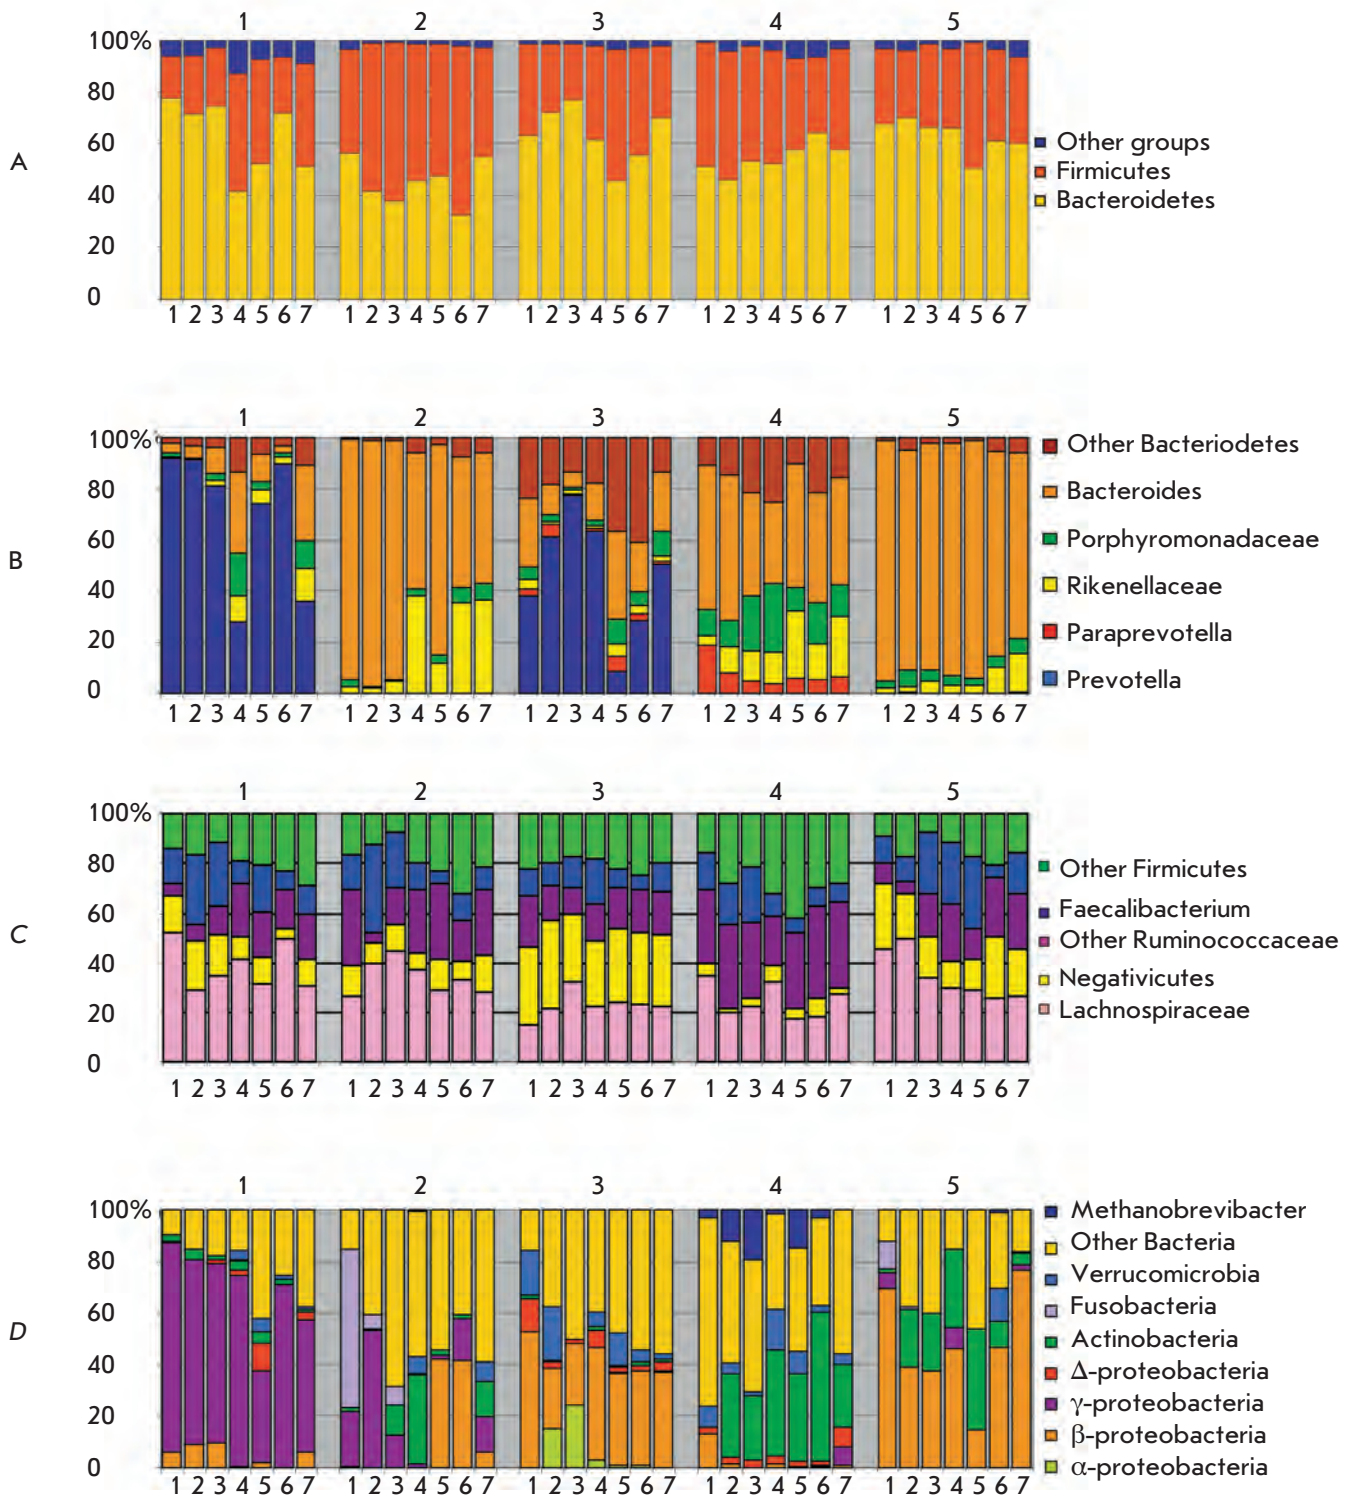 1 2 3 4 5
100%
80
60
40
20
0
A
Other groups
Firmicutes
Bacteroidetes
1 2 3 4 5 6 7 1 2 3 4 5 6 7 1 2 3 4 5 6 7 1 2 3 4 5 6 7 1 2 3 4 5 6 7
1 2 3 4 5
100%
80
60
40
20
0
B
Other Bacteriodetes
Bacteroides
Porphyromonadaceae
Rikenellaceae
Paraprevotella
Prevotella
1 2 3 4 5 6 7 1 2 3 4 5 6 7 1 2 3 4 5 6 7 1 2 3 4 5 6 7 1 2 3 4 5 6 7
1 2 3 4 5
100%
80
60
40
20
0
C
Other Firmicutes
Faecalibacterium
Other Ruminococcaceae
Negativicutes
Lachnospiraceae
1 2 3 4 5 6 7 1 2 3 4 5 6 7 1 2 3 4 5 6 7 1 2 3 4 5 6 7 1 2 3 4 5 6 7
1 2 3 4 5
100%
80
60
40
20
0
D
Methanobrevibacter
Other Bacteria
Verrucomicrobia
Fusobacteria
Actinobacteria
Δ-proteobacteria
γ-proteobacteria
β-proteobacteria
α-proteobacteria
1 2 3 4 5 6 7 1 2 3 4 5 6 7 1 2 3 4 5 6 7 1 2 3 4 5 6 7 1 2 3 4 5 6 7